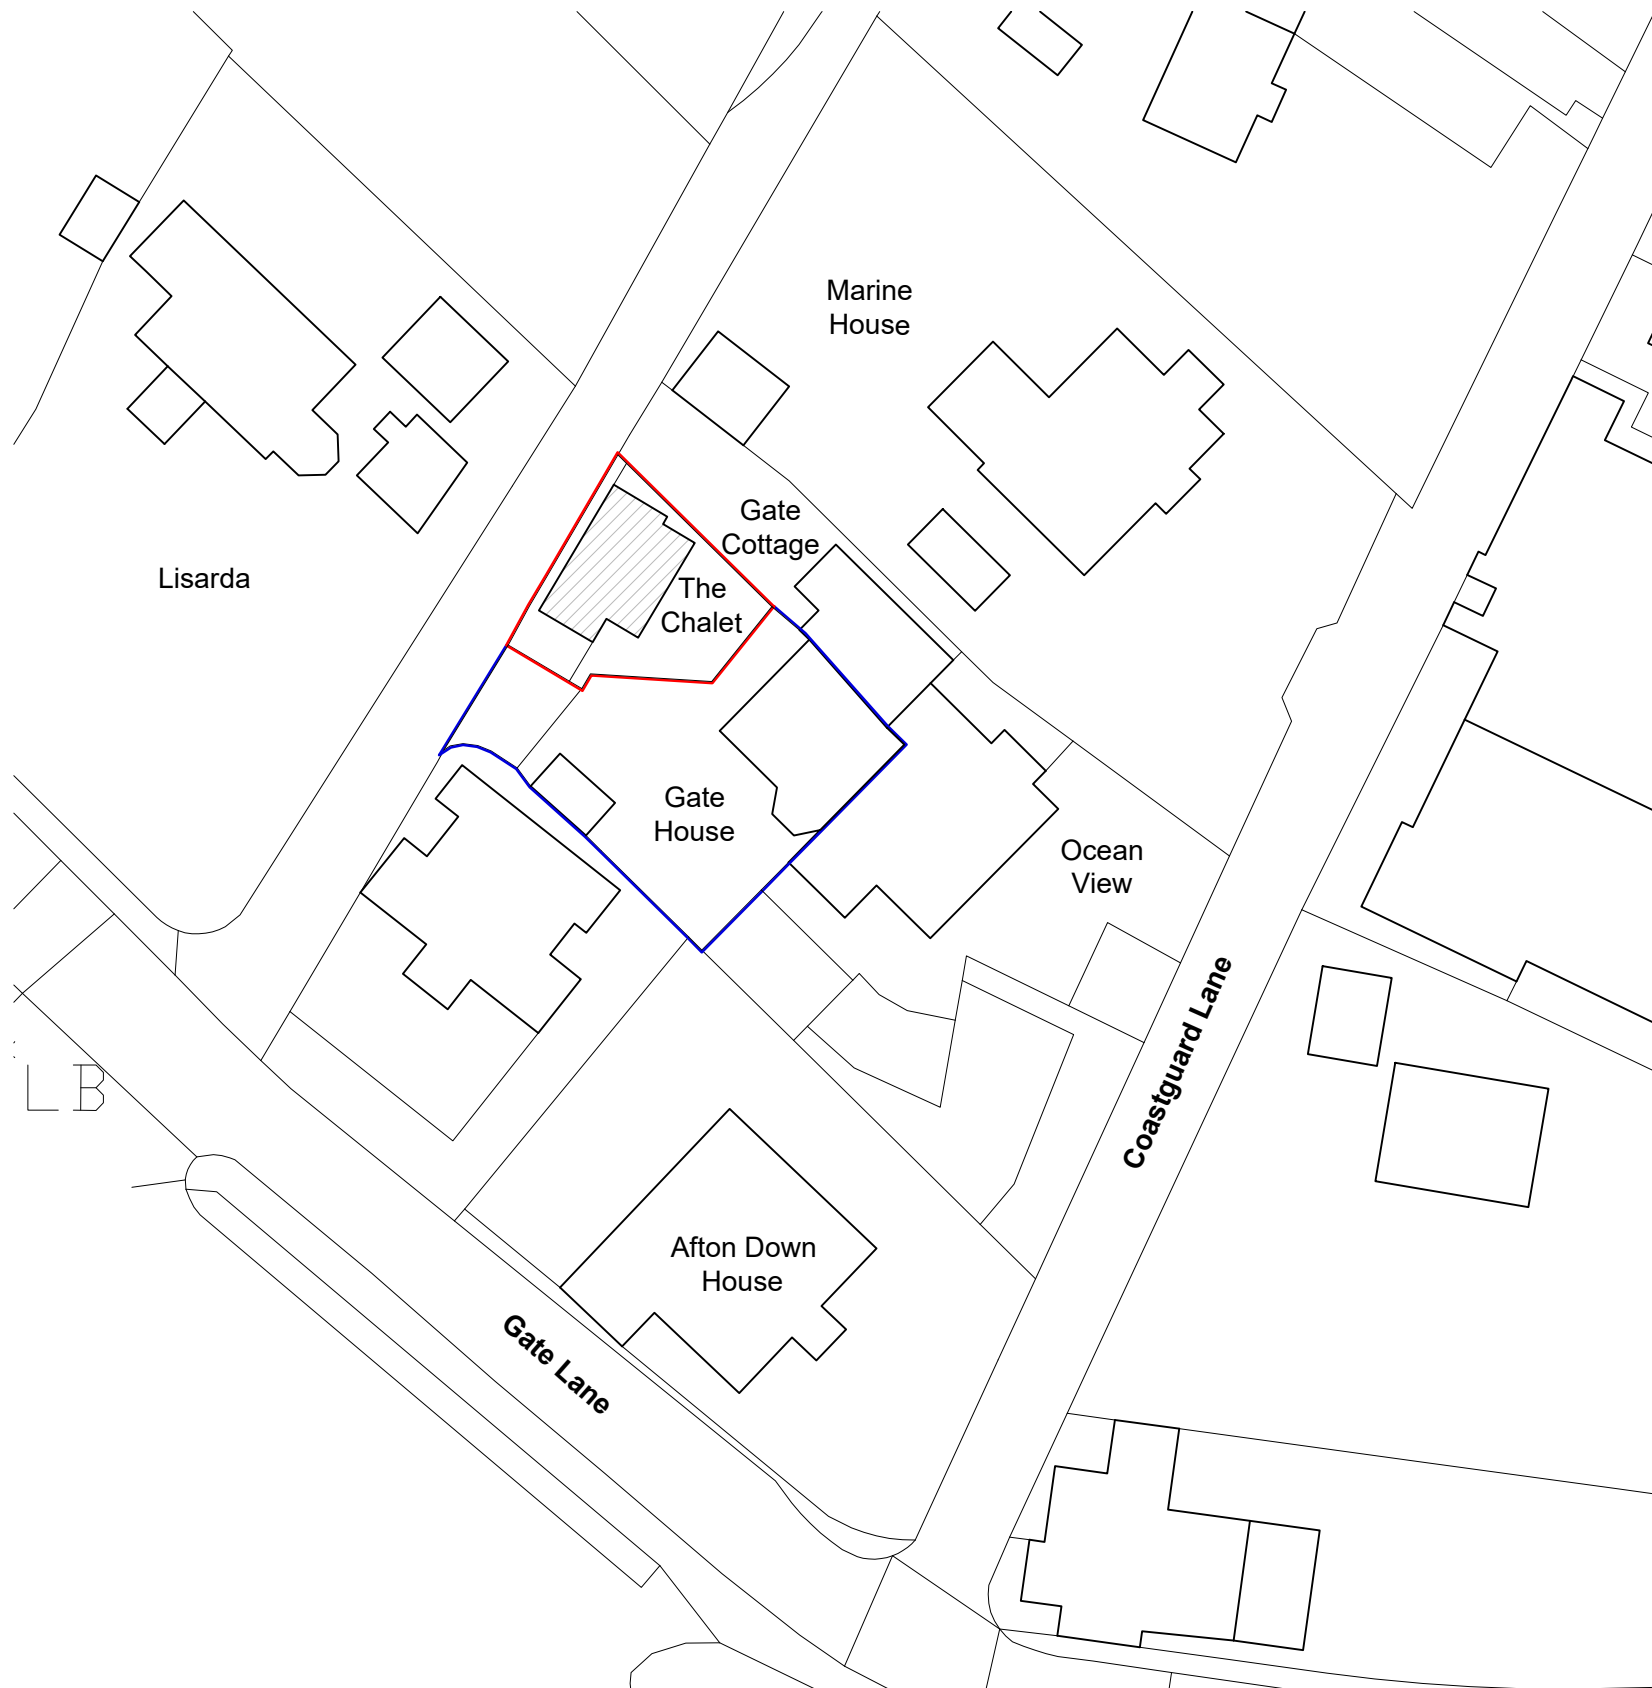 Marine
House
Gate
Cottage
Lisarda
The
Chalet
Gate
House
Ocean
View
Coastguard Lane
LB
Afton Down
House
Gate Lane